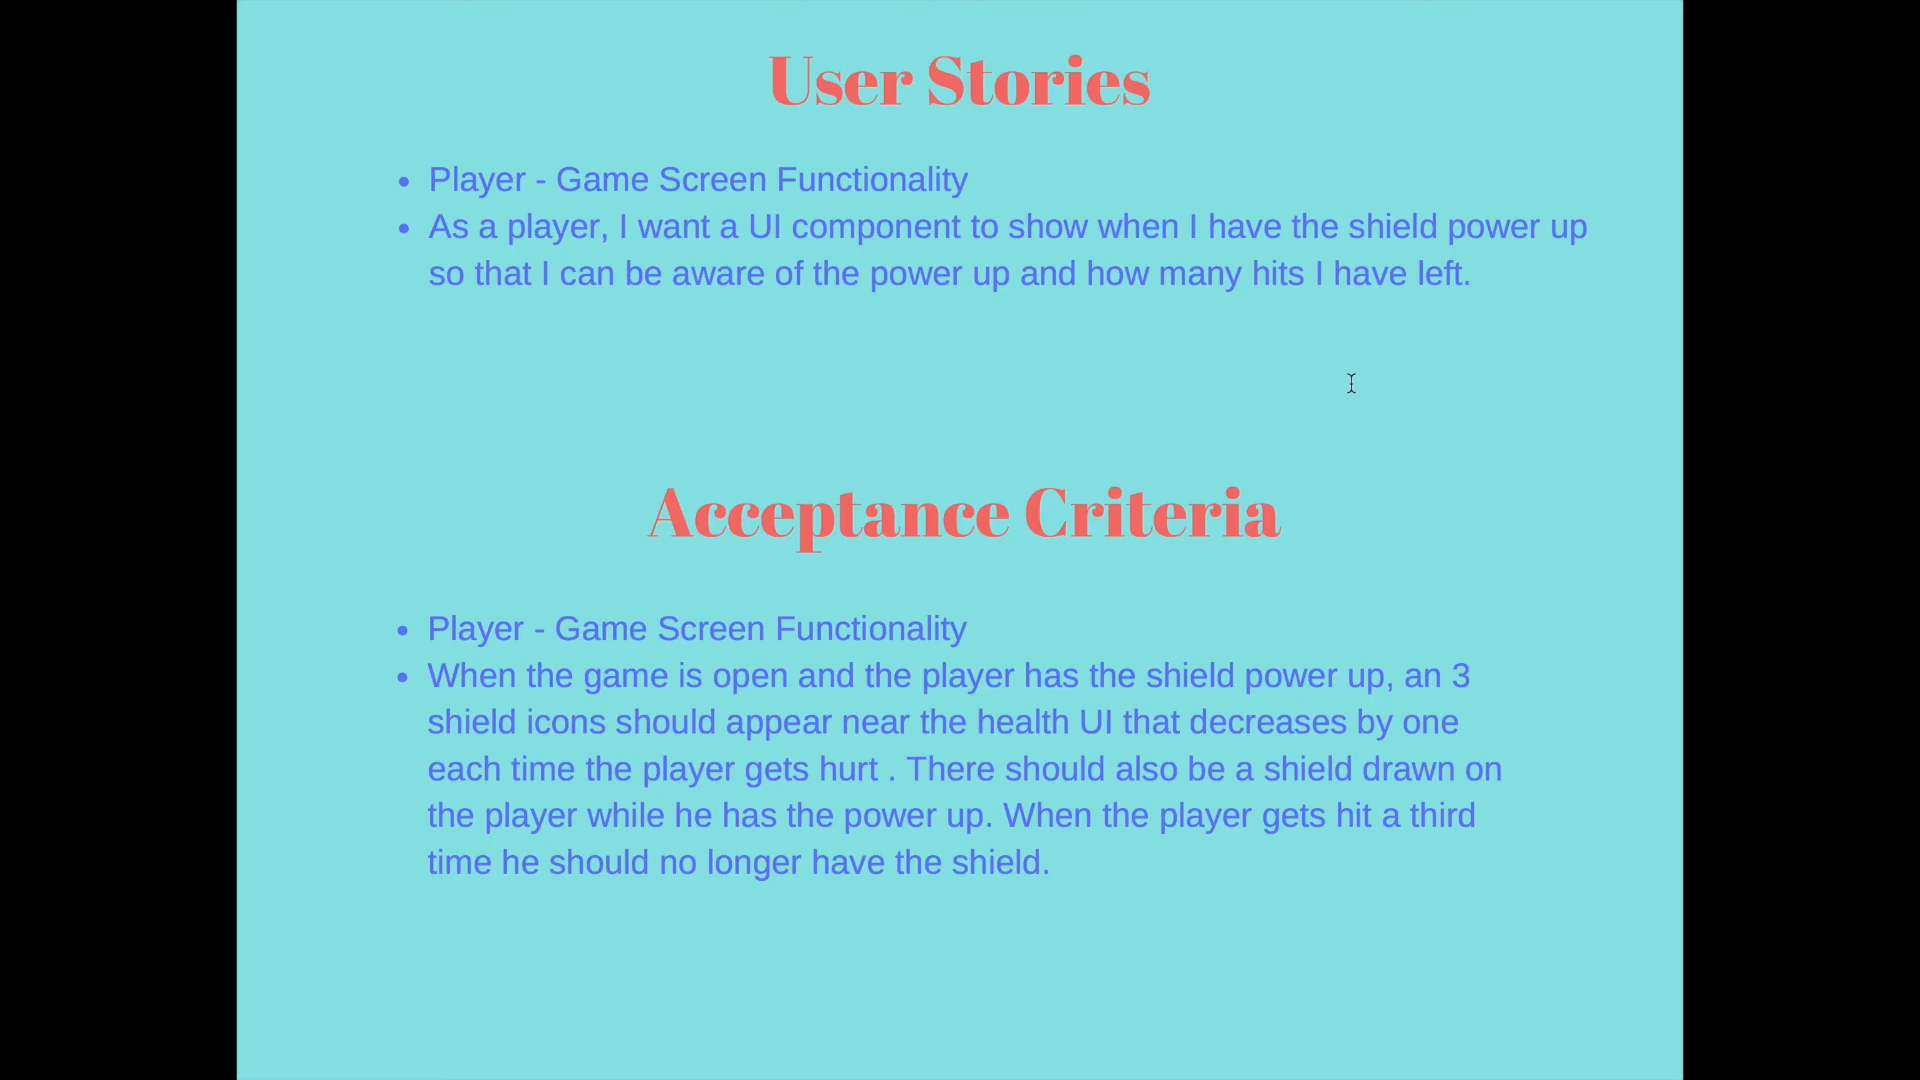 User Stories
• Player - Game Screen Functionality
• As a player, I want a UI component to show when I have the shield power up
so that I can be aware of the power up and how many hits I have left.
Acceptance Criteria
• Player - Game Screen Functionality
• When the game is open and the player has the shield power up, an 3
shield icons should appear near the health UI that decreases by one
each time the player gets hurt . There should also be a shield drawn on
the player while he has the power up. When the player gets hit a third
time he should no longer have the shield.